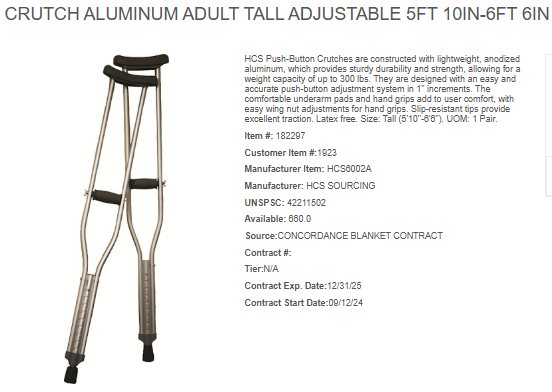 CRUTCH ALUMINUM ADULT TALL ADJUSTABLE 5FT 10IN-6FT 6IN
HCS Push-Button Crutches are constructed with lightweight, anodized
aluminum, which provides sturdy durability and strength, allowing for a
weight capacity of up to 300 lbs. They are designed with an easy and
accurate push-button adjustment system in 1" increments. The
comfortable underarm pads and hand grips add to user comfort, with
easy wing nut adjustments for hand grips. Slip-resistant tips provide
excellent traction. Latex free. Size: Tall (5'10"-6'6"). UOM: 1 Pair.
Item #: 182297
Customer Item #:1923
Manufacturer Item: HCS6002A
Manufacturer: HCS SOURCING
UNSPSC: 42211502
Available: 660.0
Source:CONCORDANCE BLANKET CONTRACT
Contract #:
Tier:N/A
Contract Exp. Date:12/31/25
Contract Start Date:09/12/24